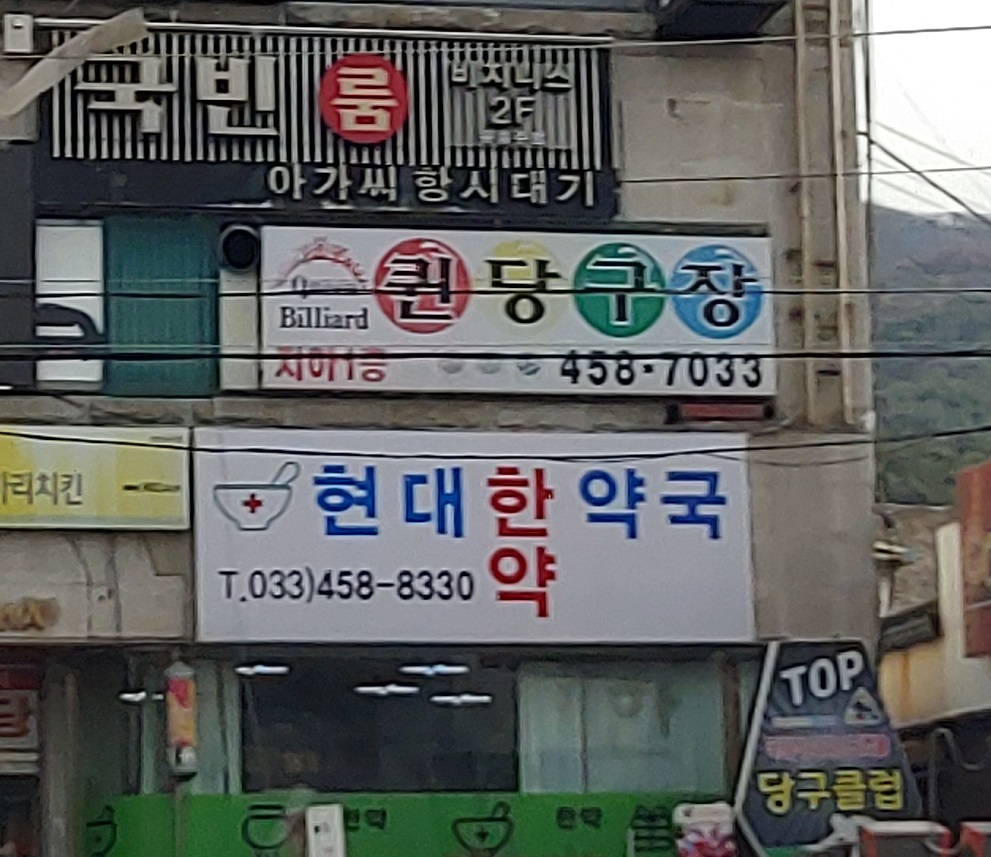 국빈 룸 비지니스
2F
아가씨 항시대기
Queen
Billiard
퀸당구장
지하1층
458·7033
리치킨
현대한약국
한약
T.033)458-8330
TOP
당구클럽
한약
한약